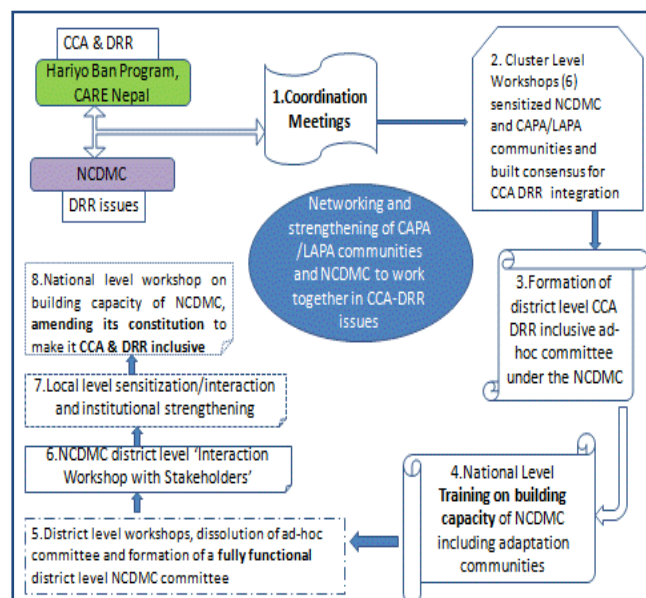 CCA & DRR
Hariyo Ban Program,
CARE Nepal
NCDMC
DRR issues
1.Coordination
Meetings
2. Cluster Level
Workshops (6)
sensitized NCDMC
and CAPA/LAPA
communities and
built consensus for
CCA DRR integration
Networking and
strengthening of CAPA
/LAPA communities
and NCDMC to work
together in CCA-DRR
issues
3.Formation of
district level CCA
DRR inclusive ad-
hoc committee
under the NCDMC
4.National Level
Training on building
capacity of NCDMC
including adaptation
communities
5.District level workshops, dissolution of ad-hoc
committee and formation of a fully functional
district level NCDMC committee
6.NCDMC district level ‘Interaction
Workshop with Stakeholders’
7.Local level sensitization/interaction
and institutional strengthening
8.National level workshop on
building capacity of NCDMC,
amending its constitution to
make it CCA & DRR inclusive